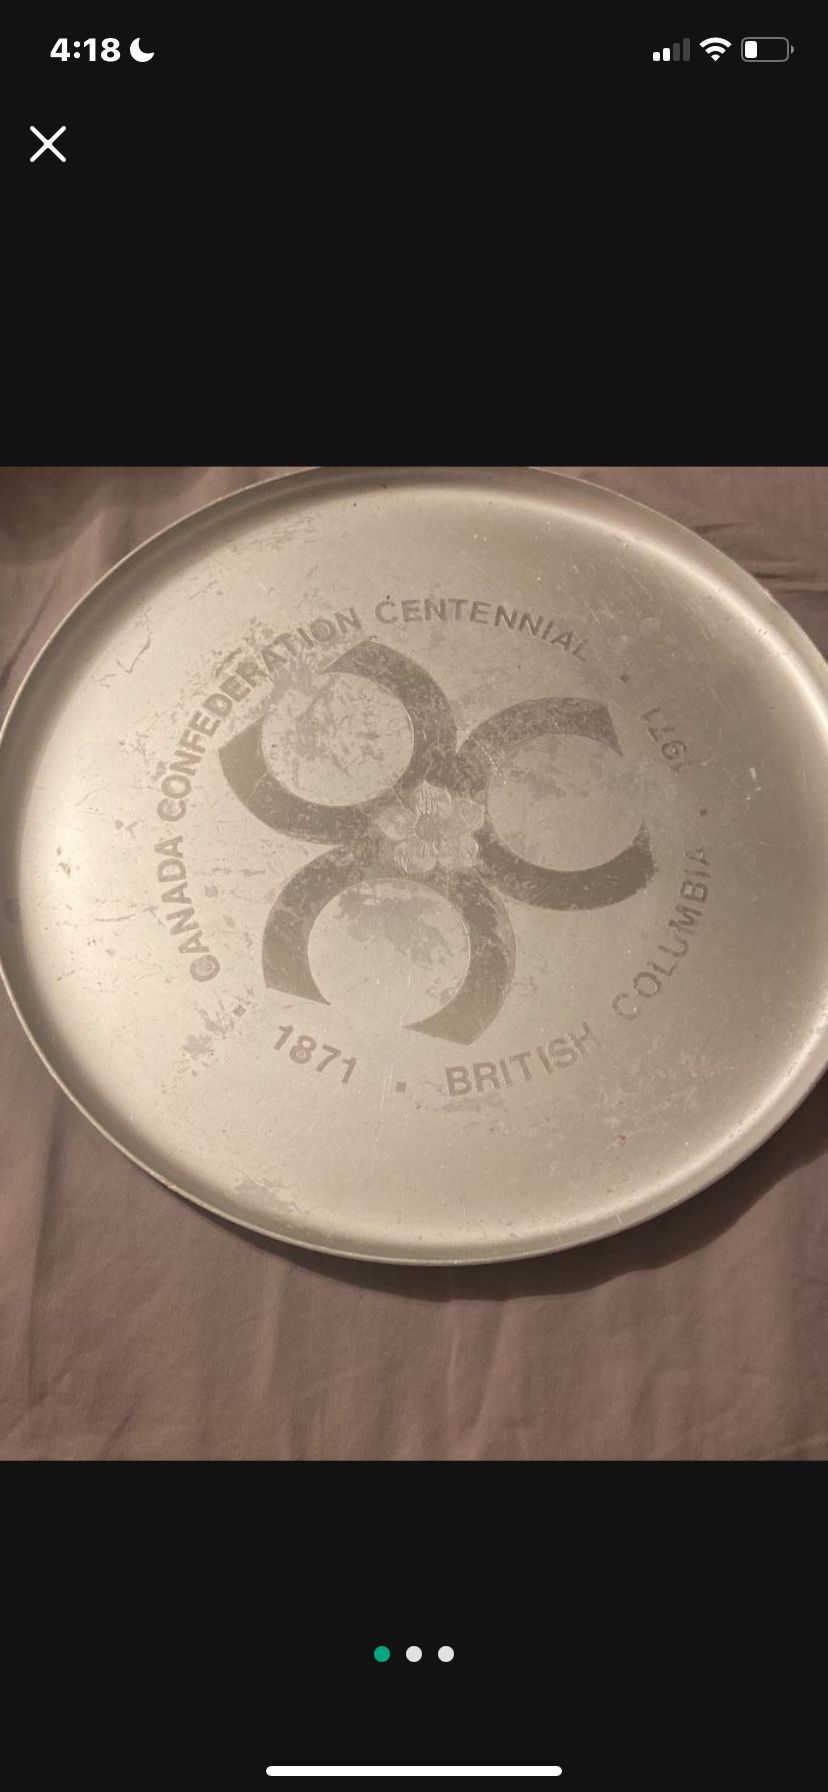 4:18
CANADA CONFEDERATION CENTENNIAL
1971
BRITISH COLUMBIA
1871